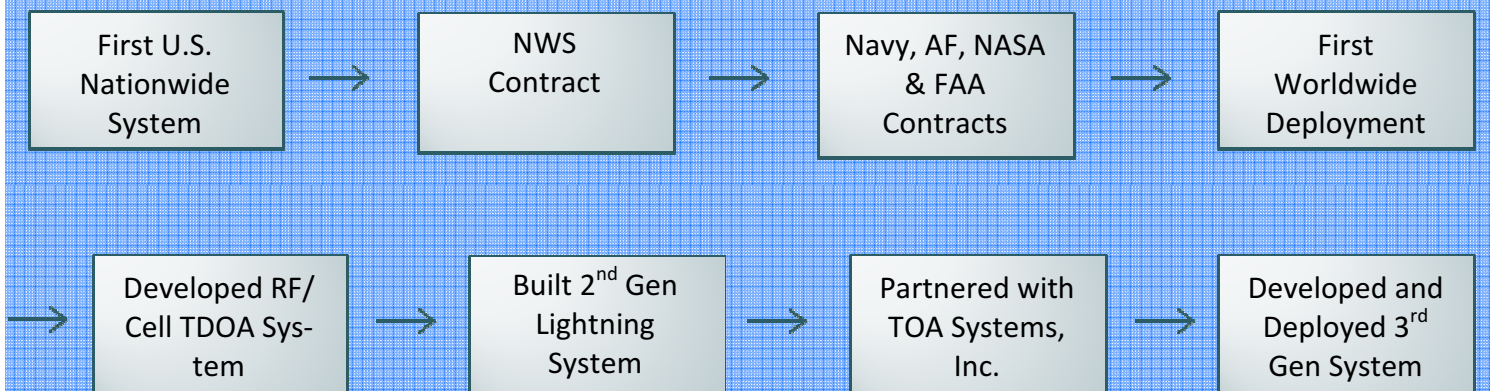 First U.S.
Nationwide
System
NWS
Contract
Navy, AF, NASA
& FAA
Contracts
First
Worldwide
Deployment
Developed RF/
Cell TDOA Sys-
tem
Built 2nd Gen
Lightning
System
Partnered with
TOA Systems,
Inc.
Developed and
Deployed 3rd
Gen System